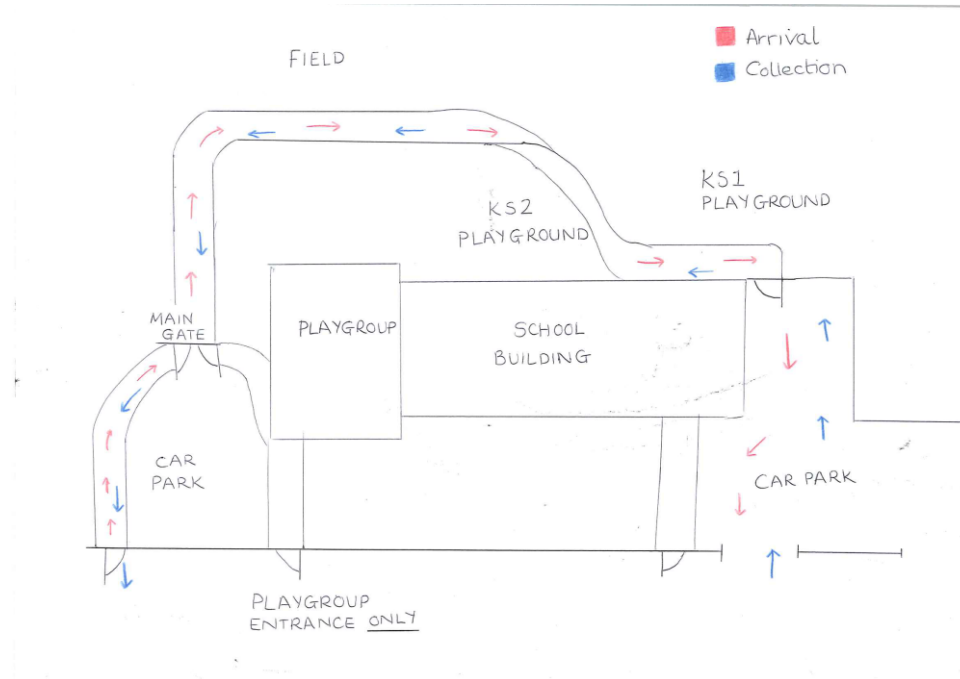 FIELD
Arrival
Collection
KS1
PLAYGROUND
KS2
PLAYGROUND
MAIN
GATE
PLAYGROUP
SCHOOL
BUILDING
CAR
PARK
CAR PARK
PLAYGROUP
ENTRANCE ONLY